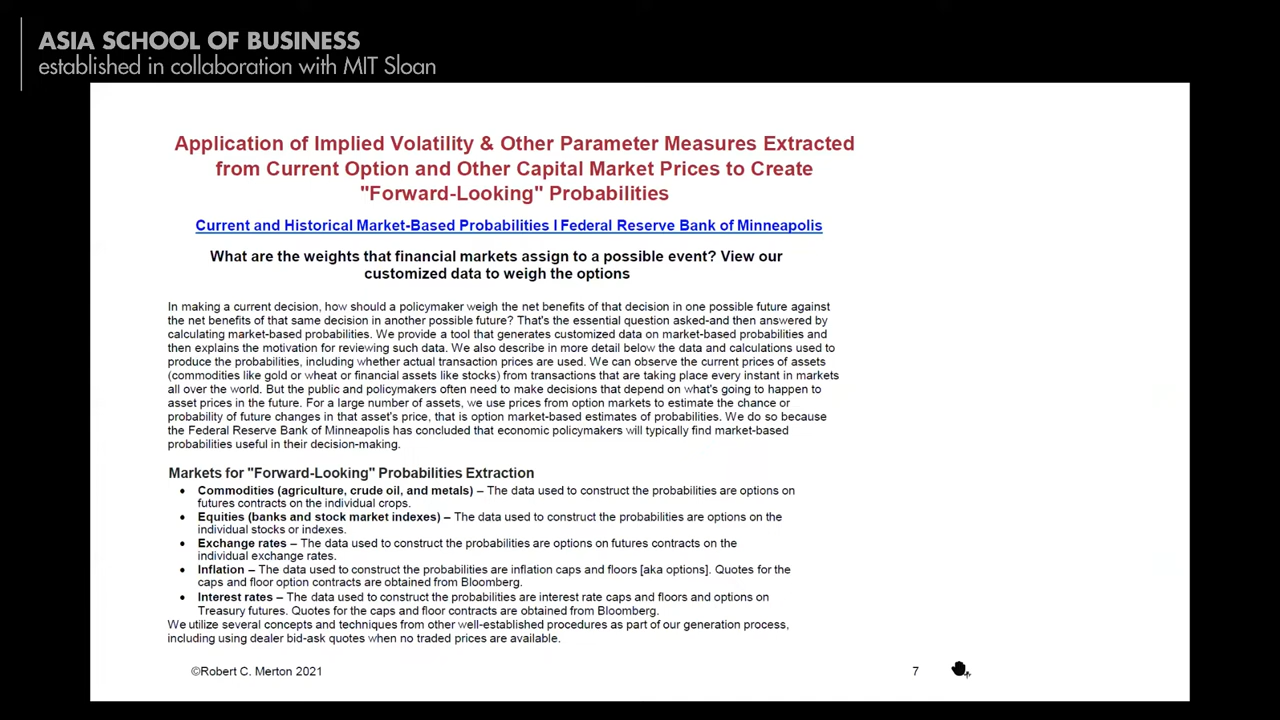 ASIA SCHOOL OF BUSINESS
established in collaboration with MIT Sloan
Application of Implied Volatility & Other Parameter Measures Extracted
from Current Option and Other Capital Market Prices to Create
"Forward-Looking" Probabilities
Current and Historical Market-Based Probabilities I Federal Reserve Bank of Minneapolis
What are the weights that financial markets assign to a possible event? View our
customized data to weigh the options
In making a current decision, how should a policymaker weigh the net benefits of that decision in one possible future against
the net benefits of that same decision in another possible future? That's the essential question asked-and then answered by
calculating market-based probabilities. We provide a tool that generates customized data on market-based probabilities and
then explains the motivation for reviewing such data. We also describe in more detail below the data and calculations used to
produce the probabilities, including whether actual transaction prices are used. We can observe the current prices of assets
(commodities like gold or wheat or financial assets like stocks) from transactions that are taking place every instant in markets
all over the world. But the public and policymakers often need to make decisions that depend on what's going to happen to
asset prices in the future. For a large number of assets, we use prices from option markets to estimate the chance or
probability of future changes in that asset's price, that is option market-based estimates of probabilities. We do so because
the Federal Reserve Bank of Minneapolis has concluded that economic policymakers will typically find market-based
probabilities useful in their decision-making.
Markets for "Forward-Looking" Probabilities Extraction
• Commodities (agriculture, crude oil, and metals) – The data used to construct the probabilities are options on
futures contracts on the individual crops.
• Equities (banks and stock market indexes) – The data used to construct the probabilities are options on the
individual stocks or indexes.
• Exchange rates – The data used to construct the probabilities are options on futures contracts on the
individual exchange rates.
• Inflation – The data used to construct the probabilities are inflation caps and floors [aka options]. Quotes for the
caps and floor option contracts are obtained from Bloomberg.
• Interest rates – The data used to construct the probabilities are interest rate caps and floors and options on
Treasury futures. Quotes for the caps and floor contracts are obtained from Bloomberg.
We utilize several concepts and techniques from other well-established procedures as part of our generation process,
including using dealer bid-ask quotes when no traded prices are available.
©Robert C. Merton 2021
7